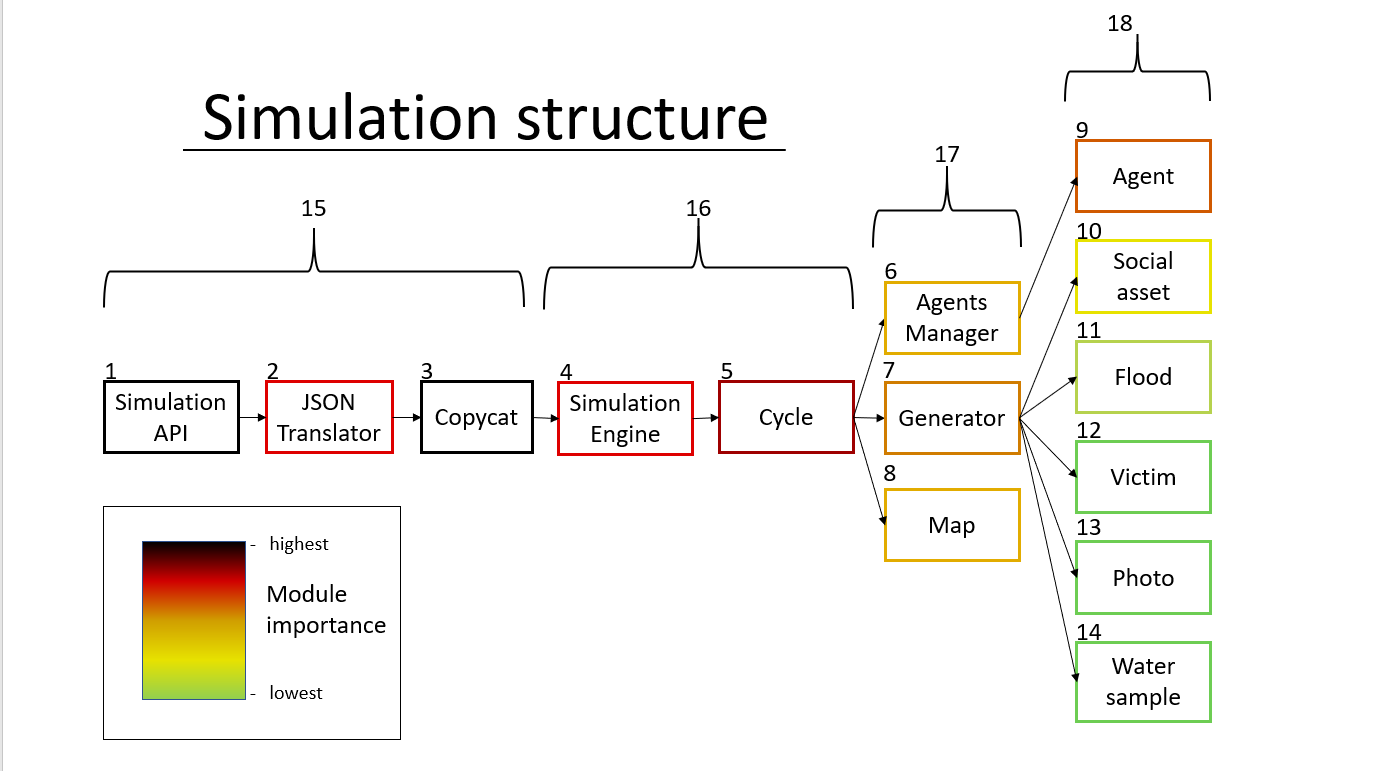 Simulation structure
15
16
17
18
1
Simulation
API
2
JSON
Translator
3
Copycat
4
Simulation
Engine
5
Cycle
6
Agents
Manager
7
Generator
8
Map
9
Agent
10
Social
asset
11
Flood
12
Victim
13
Photo
14
Water
sample
- highest
Module
importance
- lowest